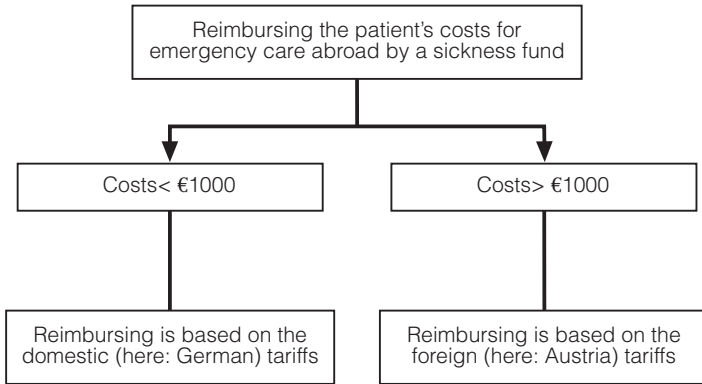 Reimbursing the patient's costs for
emergency care abroad by a sickness fund
Costs< €1000
Costs> €1000
Reimbursing is based on the
domestic (here: German) tariffs
Reimbursing is based on the
foreign (here: Austria) tariffs